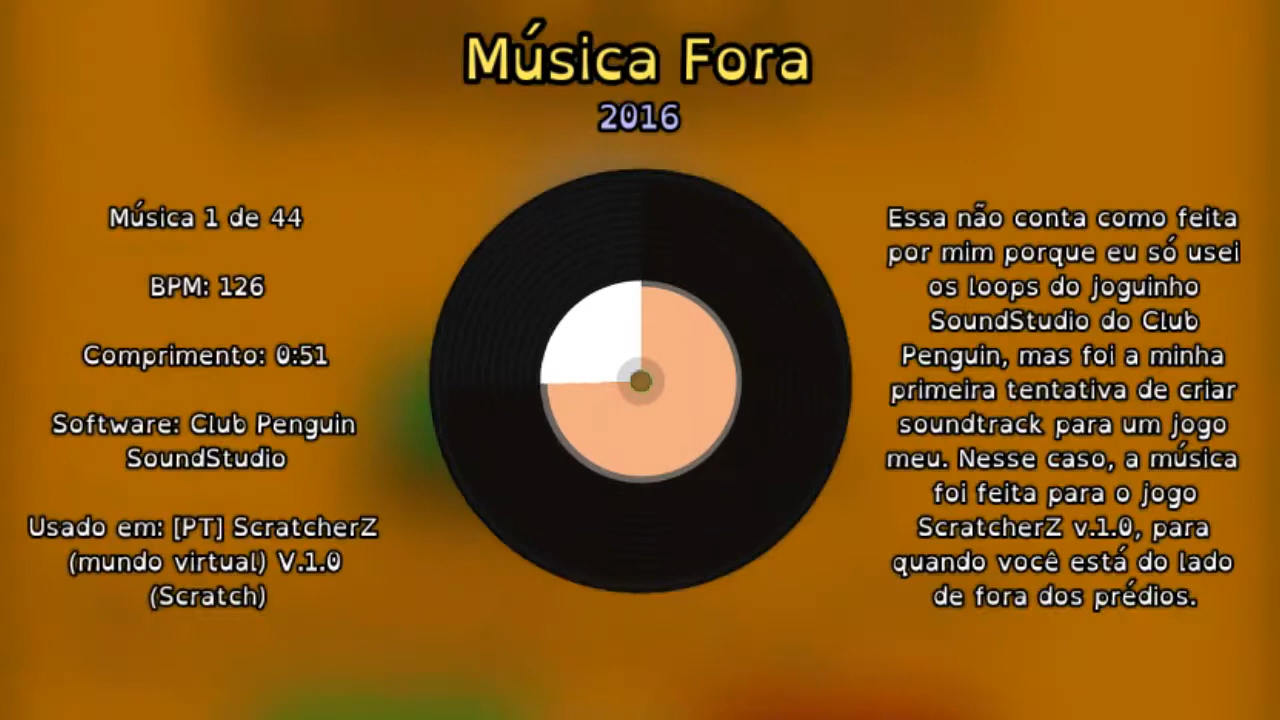 Música Fora
2016
Música 1 de 44
BPM: 126
Comprimento: 0:51
Software: Club Penguin
SoundStudio
Usado em: [PT] ScratcherZ
(mundo virtual) V.1.0
(Scratch)
Essa não conta como feita
por mim porque eu só usei
os loops do joguinho
SoundStudio do Club
Penguin, mas foi a minha
primeira tentativa de criar
soundtrack para um jogo
meu. Nesse caso, a música
foi feita para o jogo
ScratcherZ v.1.0, para
quando você está do lado
de fora dos prédios.